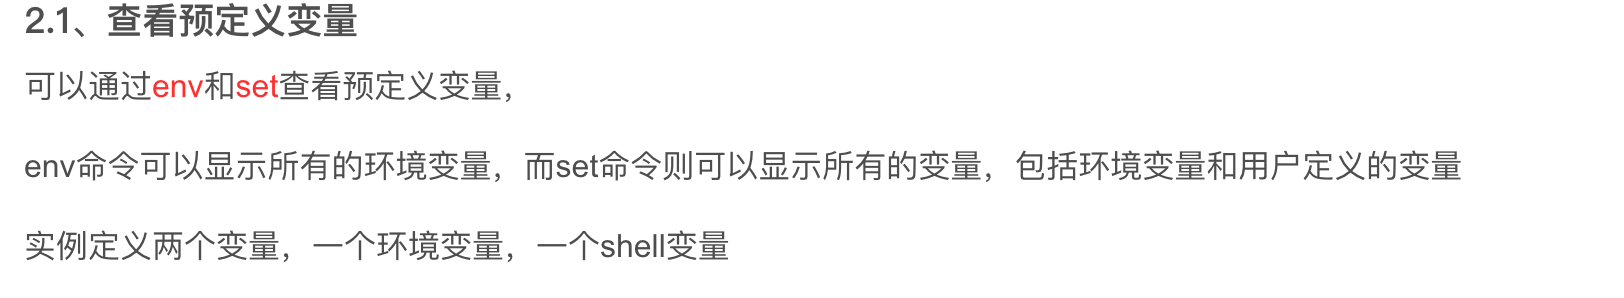 2.1、查看预定义变量
可以通过env和set查看预定义变量，
env命令可以显示所有的环境变量，而set命令则可以显示所有的变量，包括环境变量和用户定义的变量
实例定义两个变量，一个环境变量，一个shell变量